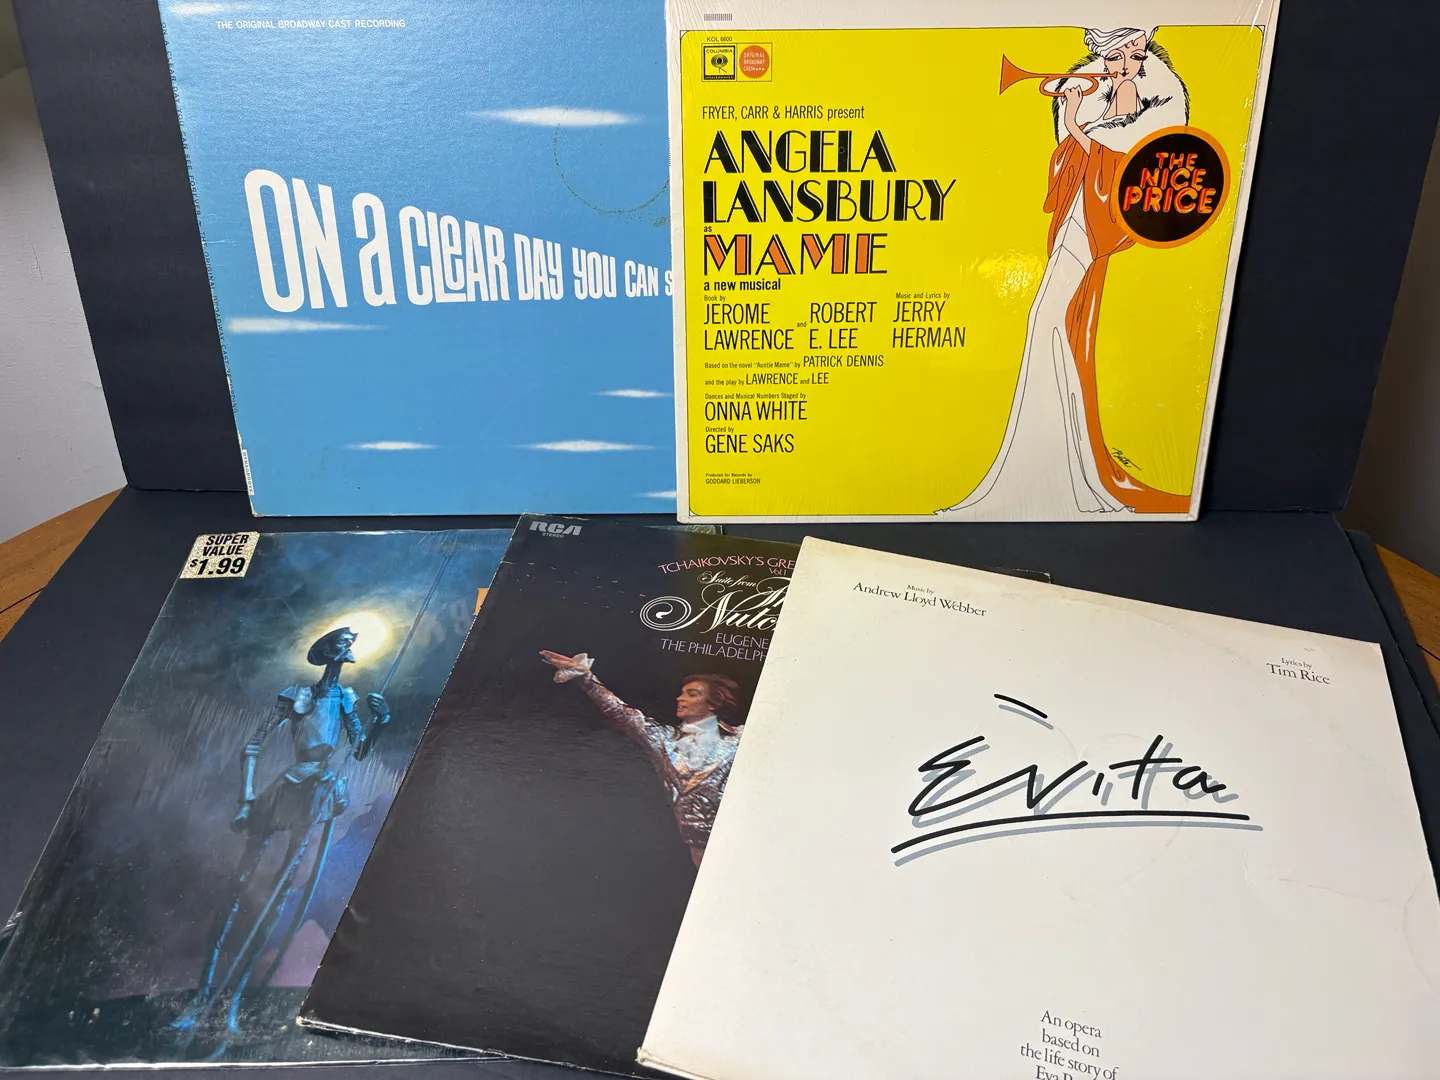 THE ORIGINAL BROADWAY CAST RECORDING
ON a CLEAR DAY YOU CAN S
KOL 6600
COLUMBIA
ORIGINAL
BROADWAY
CAST
FRYER, CARR & HARRIS present
ANGELA
LANSBURY
as
MAME
a new musical
Book by
JEROME
LAWRENCE and
ROBERT
E. LEE
Music and Lyrics by
JERRY
HERMAN
Based on the novel "Auntie Mame" by PATRICK DENNIS
and the play by LAWRENCE and LEE
Dances and Musical Numbers Staged by
ONNA WHITE
Directed by
GENE SAKS
Produced for Records by
GODDARD LIEBERSON
THE
NICE
PRICE
SUPER
VALUE
$1.99
RCA
STEREO
TCHAIKOVSKY'S GRE
Vol.1
Suite from
Nutc
EUGENE
THE PHILADELPH
Music by
Andrew Lloyd Webber
Lyrics by
Tim Rice
Evita
An opera
based on
the life story of